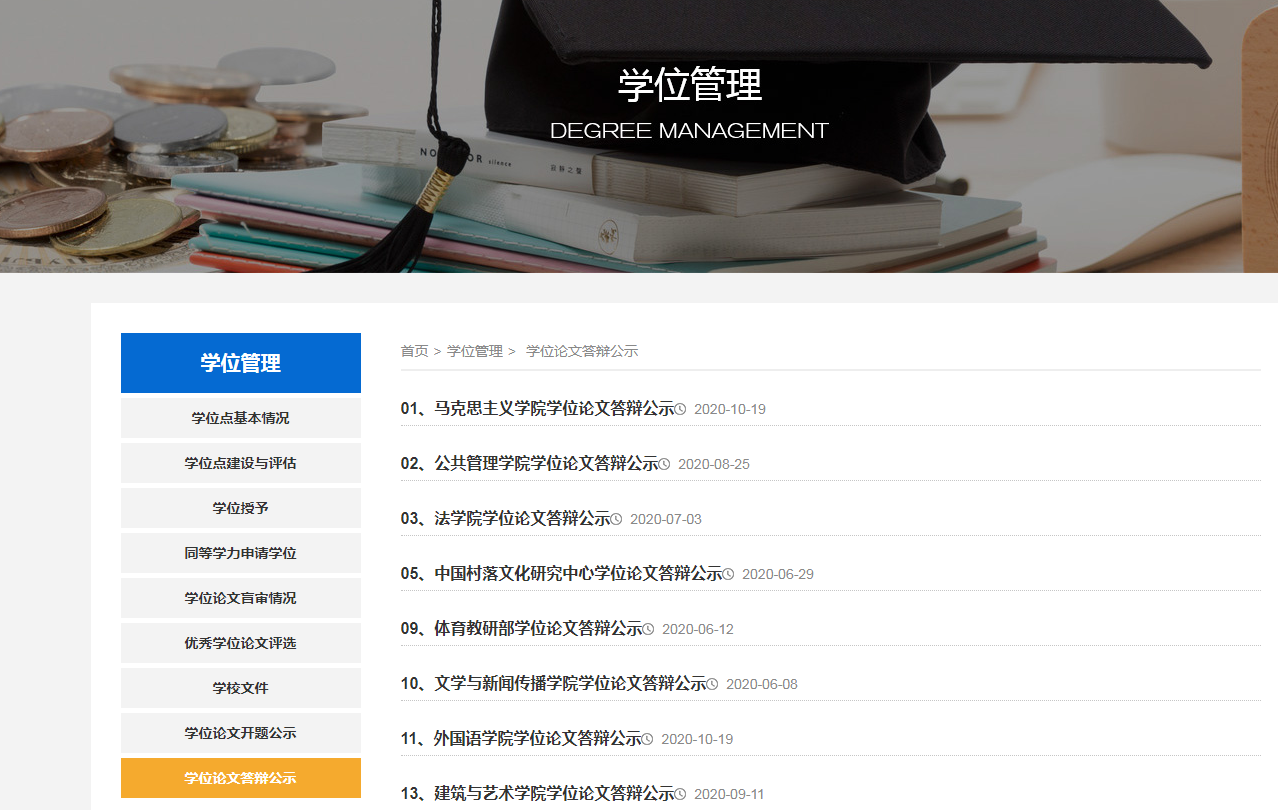 学位管理
DEGREE MANAGEMENT
silence
寂静之聲
学位管理
学位点基本情况
学位点建设与评估
学位授予
同等学力申请学位
学位论文盲审情况
优秀学位论文评选
学校文件
学位论文开题公示
学位论文答辩公示
首页 > 学位管理 > 学位论文答辩公示
01、马克思主义学院学位论文答辩公示 2020-10-19
02、公共管理学院学位论文答辩公示 2020-08-25
03、法学院学位论文答辩公示 2020-07-03
05、中国村落文化研究中心学位论文答辩公示 2020-06-29
09、体育教研部学位论文答辩公示 2020-06-12
10、文学与新闻传播学院学位论文答辩公示 2020-06-08
11、外国语学院学位论文答辩公示 2020-10-19
13、建筑与艺术学院学位论文答辩公示 2020-09-11